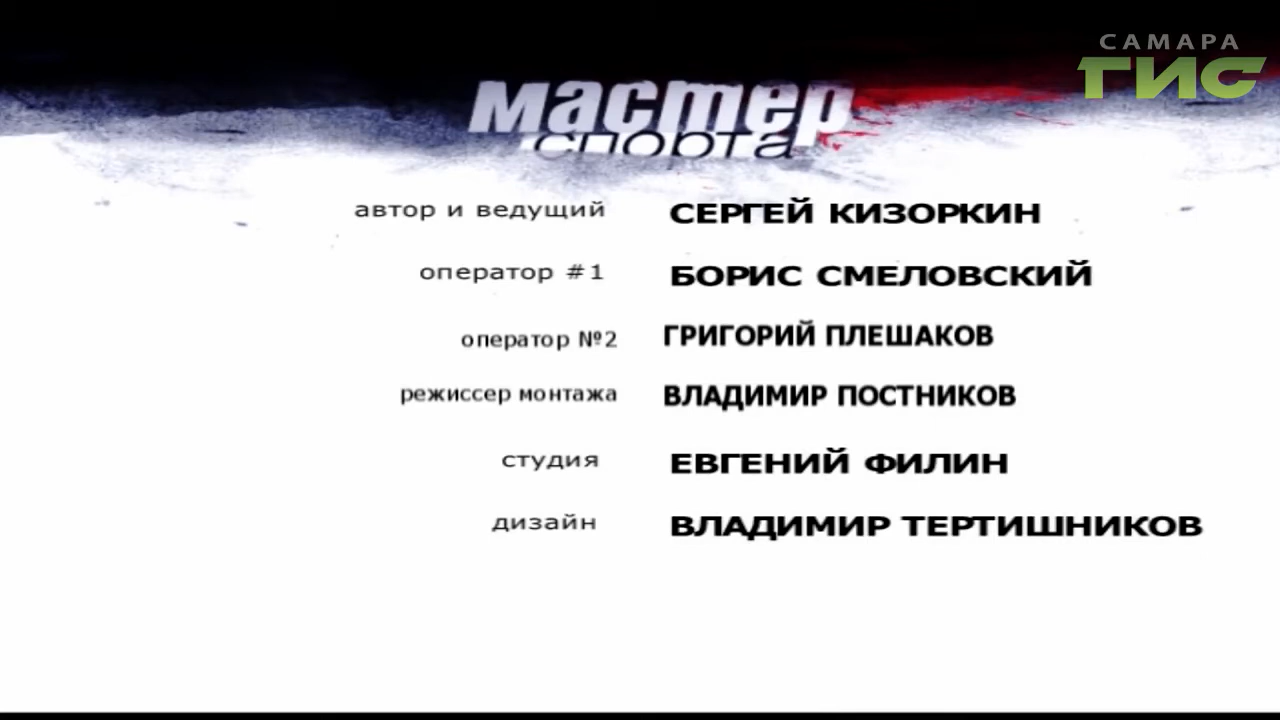 САМАРА
ГИС
мастер
спорта
автор и ведущий СЕРГЕЙ КИЗОРКИН
оператор #1 БОРИС СМЕЛОВСКИЙ
оператор №2 ГРИГОРИЙ ПЛЕШАКОВ
режиссер монтажа ВЛАДИМИР ПОСТНИКОВ
студия ЕВГЕНИЙ ФИЛИН
дизайн ВЛАДИМИР ТЕРТИШНИКОВ